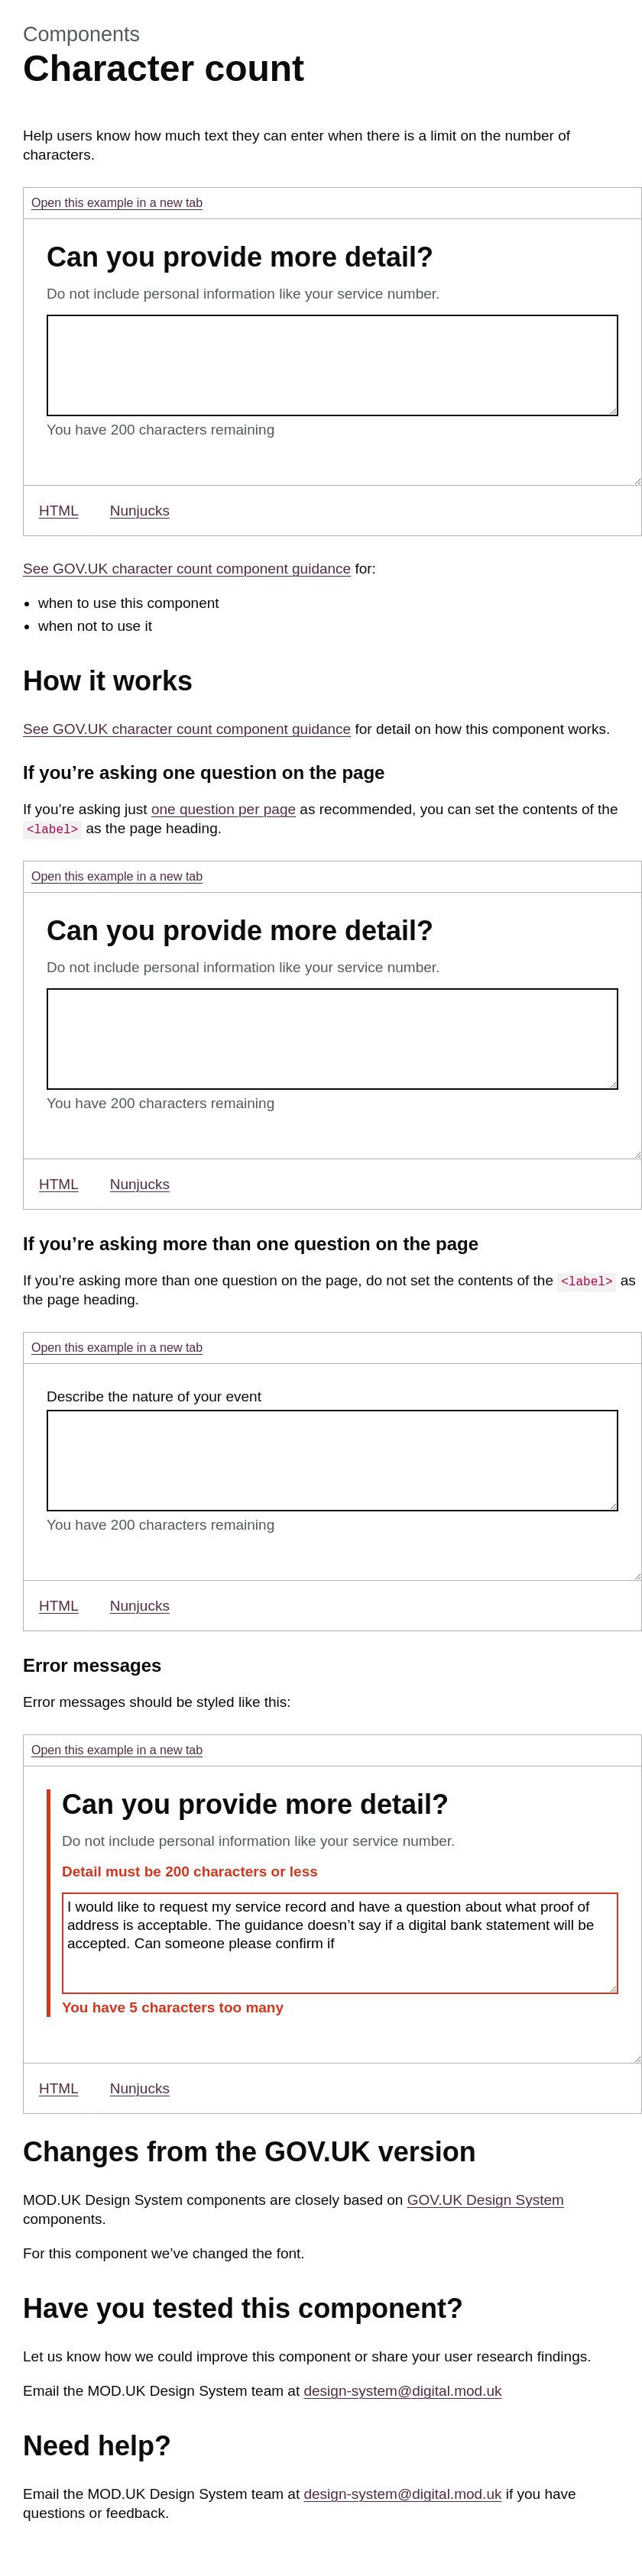 Components
Character count
Help users know how much text they can enter when there is a limit on the number of
characters.
Open this example in a new tab
Can you provide more detail?
Do not include personal information like your service number.
You have 200 characters remaining
HTML Nunjucks
See GOV.UK character count component guidance for:
• when to use this component
• when not to use it
How it works
See GOV.UK character count component guidance for detail on how this component works.
If you’re asking one question on the page
If you’re asking just one question per page as recommended, you can set the contents of the
<label> as the page heading.
Open this example in a new tab
Can you provide more detail?
Do not include personal information like your service number.
You have 200 characters remaining
HTML Nunjucks
If you’re asking more than one question on the page
If you’re asking more than one question on the page, do not set the contents of the <label> as
the page heading.
Open this example in a new tab
Describe the nature of your event
You have 200 characters remaining
HTML Nunjucks
Error messages
Error messages should be styled like this:
Open this example in a new tab
Can you provide more detail?
Do not include personal information like your service number.
Detail must be 200 characters or less
I would like to request my service record and have a question about what proof of
address is acceptable. The guidance doesn’t say if a digital bank statement will be
accepted. Can someone please confirm if
You have 5 characters too many
HTML Nunjucks
Changes from the GOV.UK version
MOD.UK Design System components are closely based on GOV.UK Design System
components.
For this component we’ve changed the font.
Have you tested this component?
Let us know how we could improve this component or share your user research findings.
Email the MOD.UK Design System team at design-system@digital.mod.uk
Need help?
Email the MOD.UK Design System team at design-system@digital.mod.uk if you have
questions or feedback.